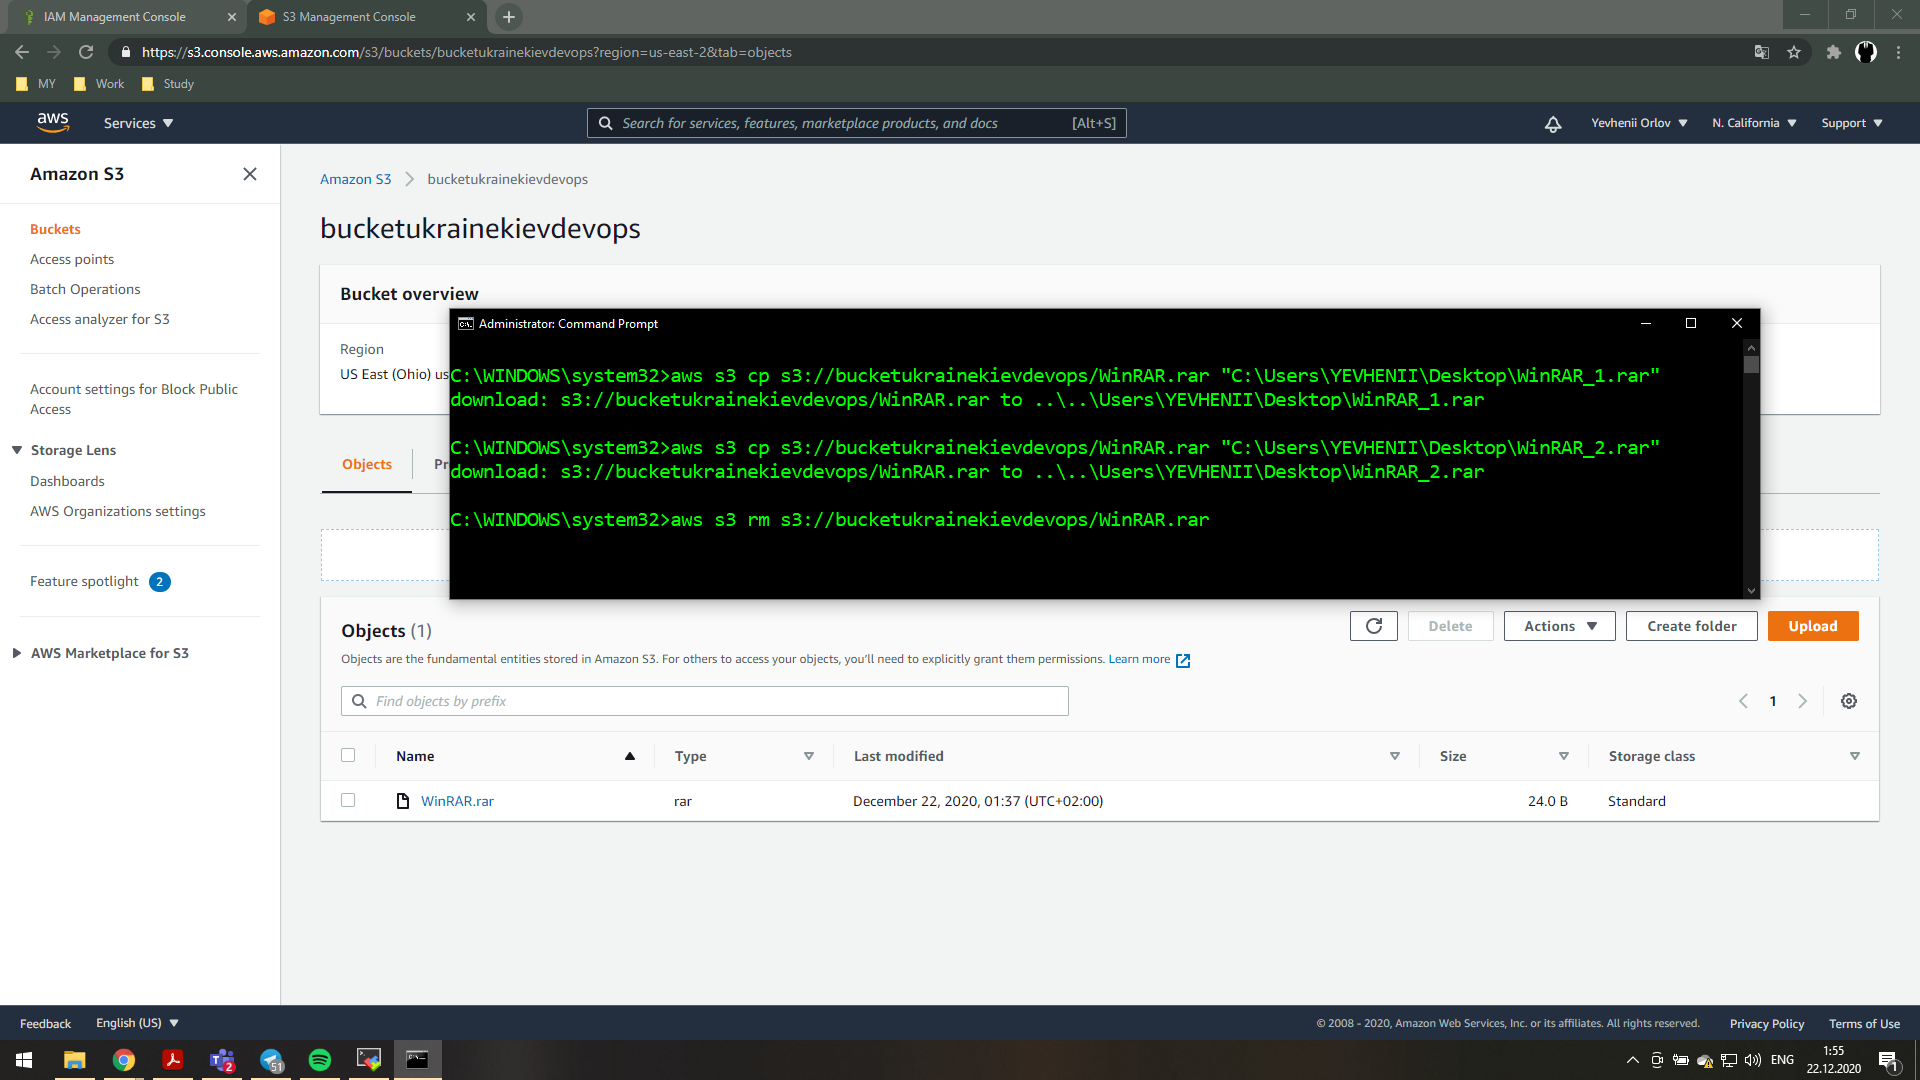 IAM Management Console
S3 Management Console
https://s3.console.aws.amazon.com/s3/buckets/bucketukrainekievdevops?region=us-east-2&tab=objects
MY
Work
Study
aws
Services
Search for services, features, marketplace products, and docs
[Alt+S]
Yevhenii Orlov
N. California
Support
Amazon S3
Buckets
Access points
Batch Operations
Access analyzer for S3
Account settings for Block Public
Access
Storage Lens
Dashboards
AWS Organizations settings
Feature spotlight 2
AWS Marketplace for S3
Amazon S3
bucketukrainekievdevops
bucketukrainekievdevops
Bucket overview
Region
US East (Ohio) us
Administrator: Command Prompt
C:\WINDOWS\system32>aws s3 cp s3://bucketukrainekievdevops/WinRAR.rar "C:\Users\YEVHENII\Desktop\WinRAR_1.rar"
download: s3://bucketukrainekievdevops/WinRAR.rar to ..\..\Users\YEVHENII\Desktop\WinRAR_1.rar
C:\WINDOWS\system32>aws s3 cp s3://bucketukrainekievdevops/WinRAR.rar "C:\Users\YEVHENII\Desktop\WinRAR_2.rar"
download: s3://bucketukrainekievdevops/WinRAR.rar to ..\..\Users\YEVHENII\Desktop\WinRAR_2.rar
C:\WINDOWS\system32>aws s3 rm s3://bucketukrainekievdevops/WinRAR.rar
Objects
Pr
Objects (1)
Delete
Actions
Create folder
Upload
Objects are the fundamental entities stored in Amazon S3. For others to access your objects, you'll need to explicitly grant them permissions. Learn more
Find objects by prefix
1
Name
Type
Last modified
Size
Storage class
WinRAR.rar
rar
December 22, 2020, 01:37 (UTC+02:00)
24.0 B
Standard
Feedback
English (US)
© 2008 - 2020, Amazon Web Services, Inc. or its affiliates. All rights reserved.
Privacy Policy
Terms of Use
2
51
ENG
1:55
22.12.2020
1